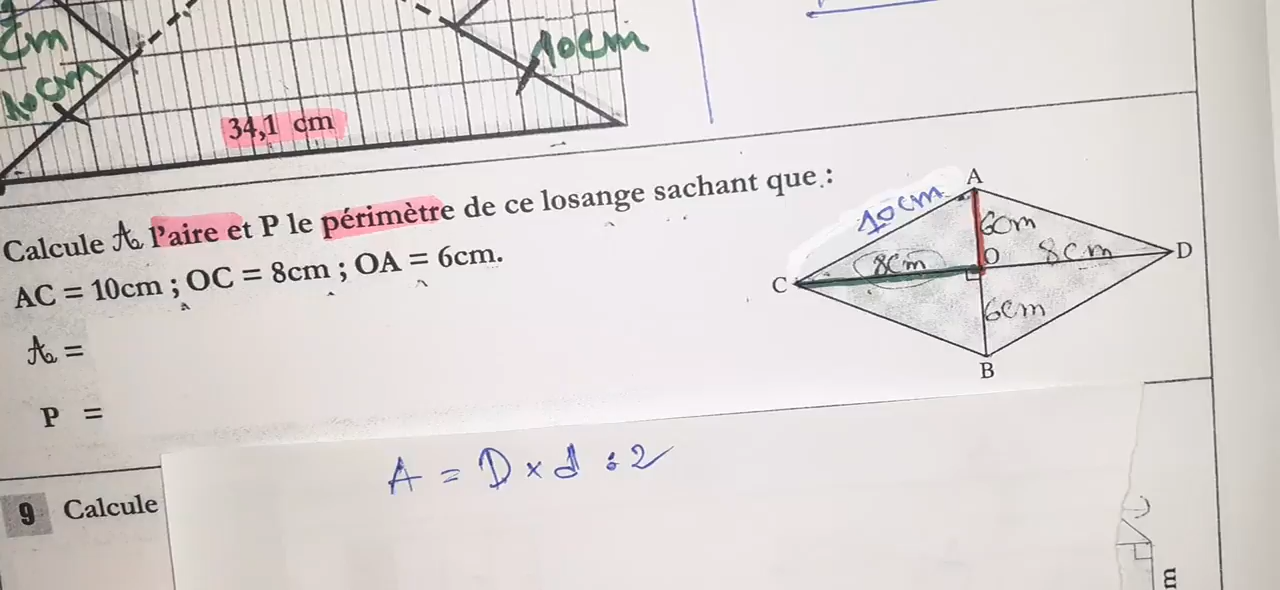 cm
10cm
10cm
34,1 cm
Calcule A l'aire et P le périmètre de ce losange sachant que :
AC = 10cm ; OC = 8cm ; OA = 6cm.
A =
P =
A
10cm
6cm
8cm
O
8cm
D
C
6cm
B
A = D x d : 2
9 Calcule
m